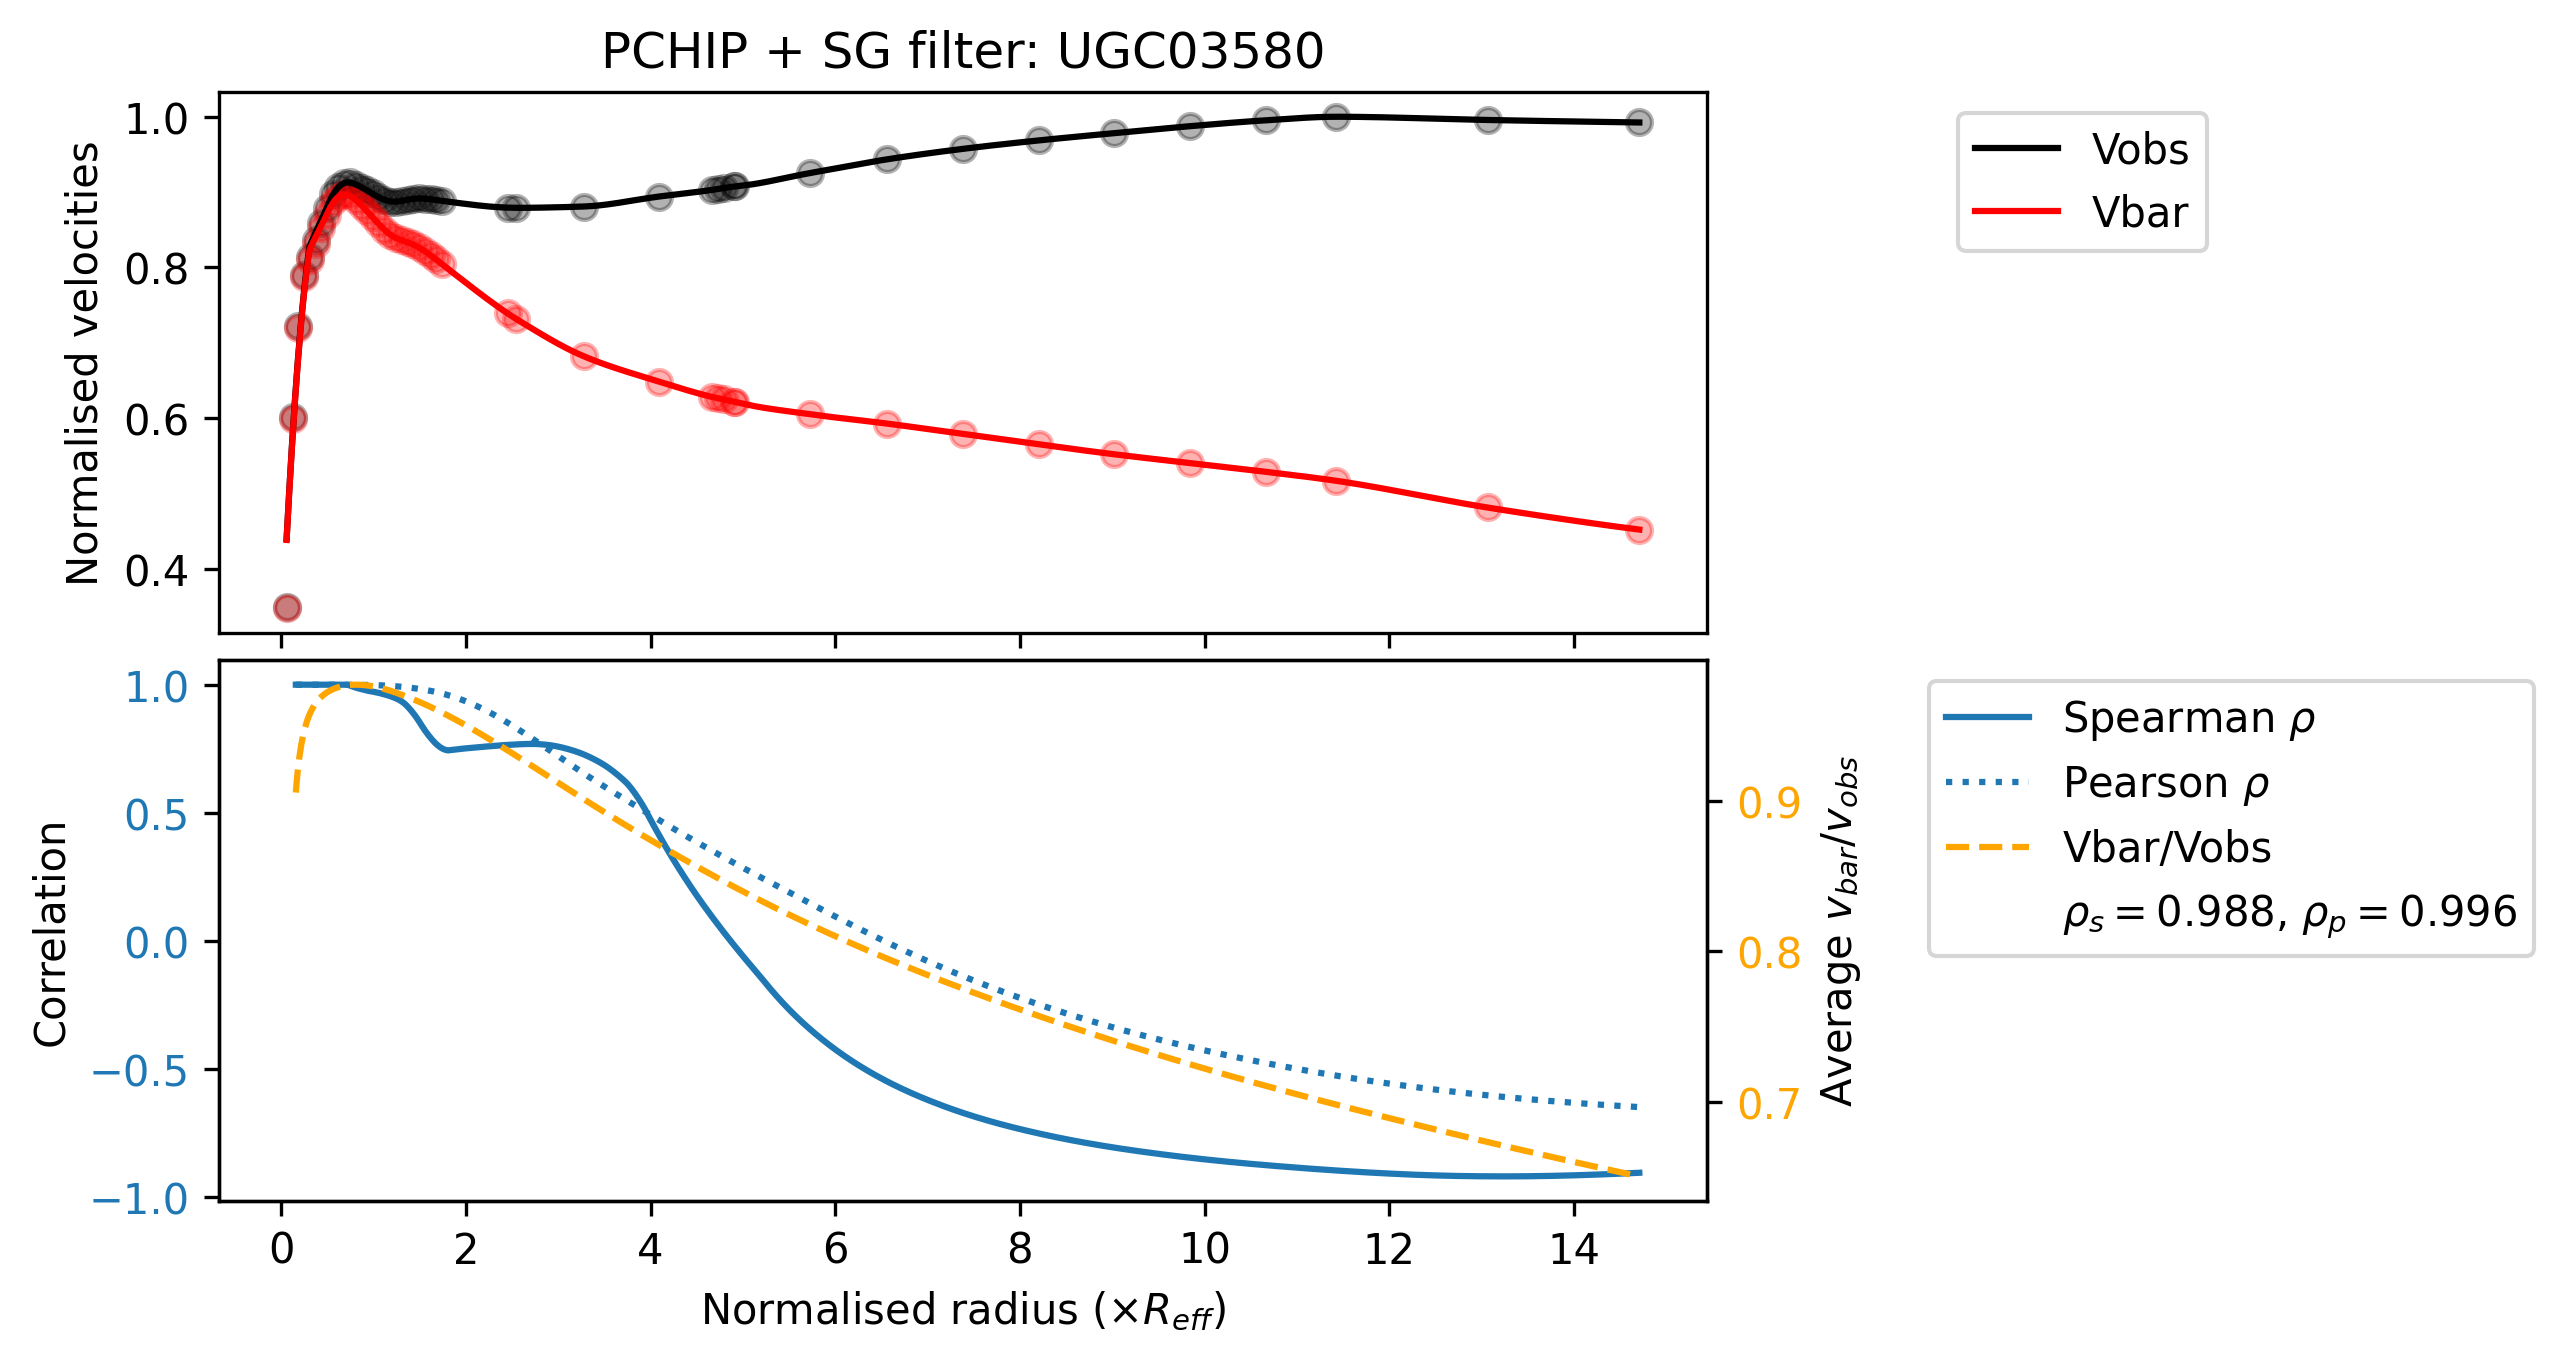 PCHIP + SG filter: UGC03580
Normalised velocities
1.0
0.8
0.6
0.4
Vobs
Vbar
Correlation
1.0
0.5
0.0
−0.5
−1.0
0.9
0.8
0.7
Average $v_{bar}/v_{obs}$
Spearman ρ
Pearson ρ
Vbar/Vobs
$\rho_s = 0.988$, $\rho_p = 0.996$
0 2 4 6 8 10 12 14
Normalised radius ($\times R_{eff}$)